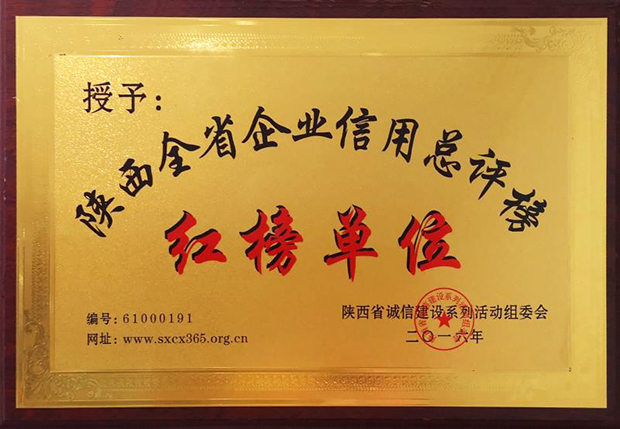 授予：
陕西全省企业信用总评榜
红榜单位
编号：61000191
网址：www.sxcx365.org.cn
陕西省诚信建设系列活动组委会
二〇一六年